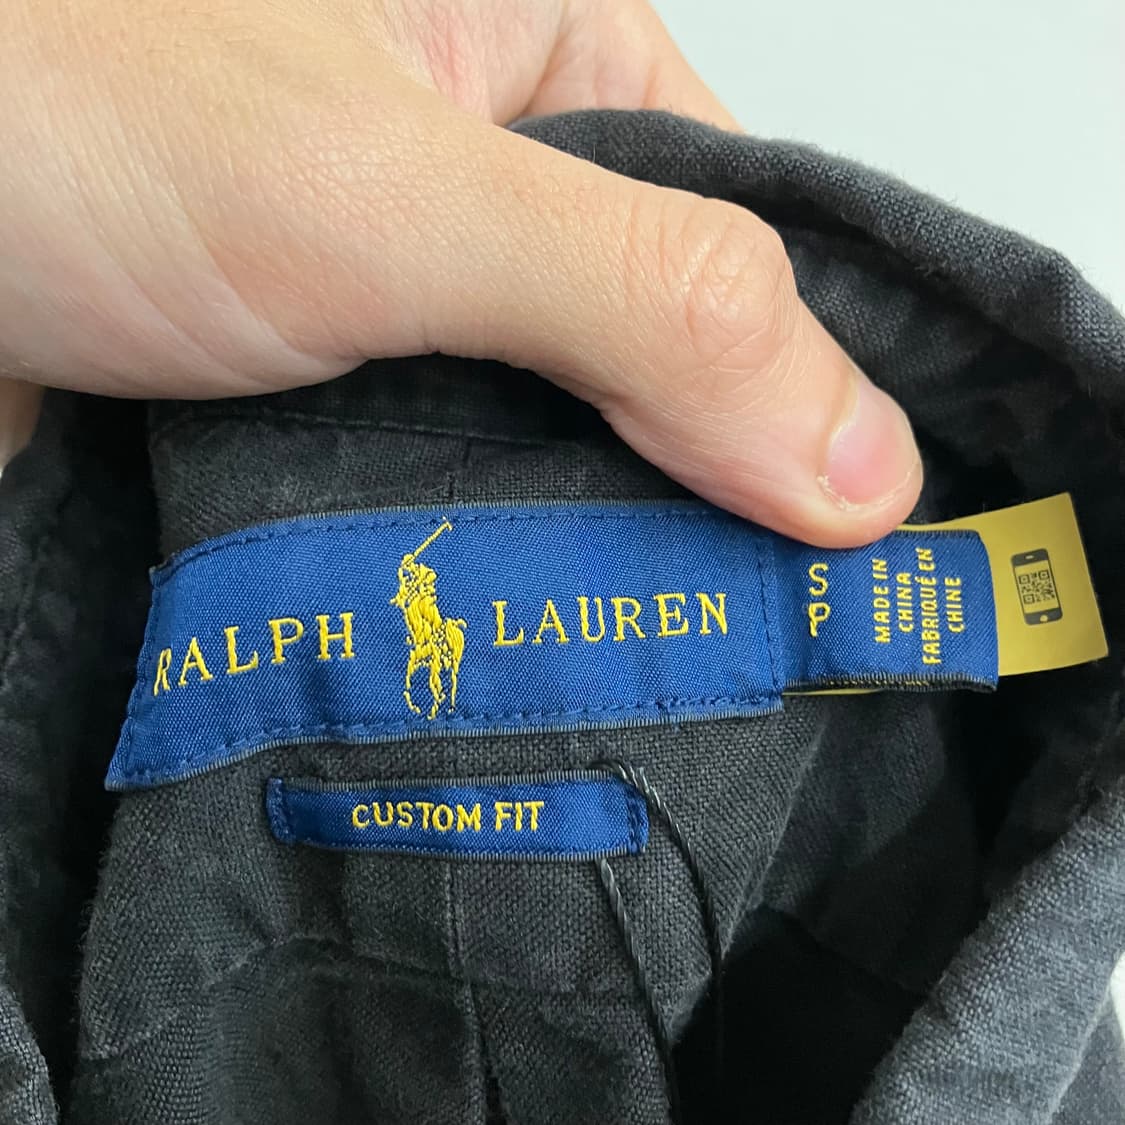 RALPH LAUREN
CUSTOM FIT
S
P
MADE IN
CHINA
FABRIQUÉ EN
CHINE